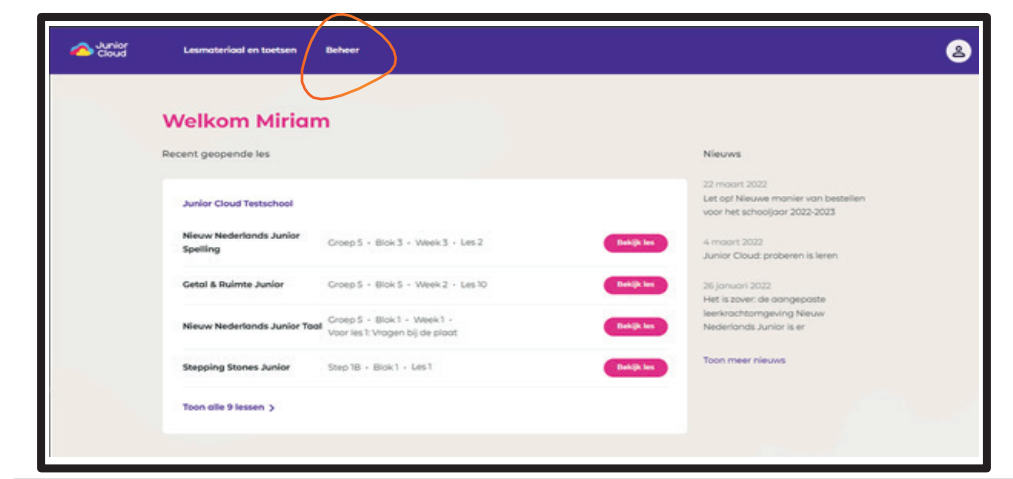 Junior Cloud
Lesmateriaal en toetsen
Beheer
Welkom Miriam
Recent geopende les
Junior Cloud Testschool
Nieuw Nederlands Junior
Spelling
Groep 5 • Blok 3 • Week 3 • Les 2
Bekijk les
Getal & Ruimte Junior
Groep 5 • Blok 5 • Week 2 • Les 10
Bekijk les
Nieuw Nederlands Junior Taal
Groep 5 • Blok 1 • Week 1 •
Voor les 1: Vragen bij de plaat
Bekijk les
Stepping Stones Junior
Step 1B • Blok 1 • Les 1
Bekijk les
Toon alle 9 lessen >
Nieuws
22 maart 2022
Let op! Nieuwe manier van bestellen
voor het schooljaar 2022-2023
4 maart 2022
Junior Cloud: proberen is leren
26 januari 2022
Het is zover: de aangepaste
leerkrachtomgeving Nieuw
Nederlands Junior is er
Toon meer nieuws